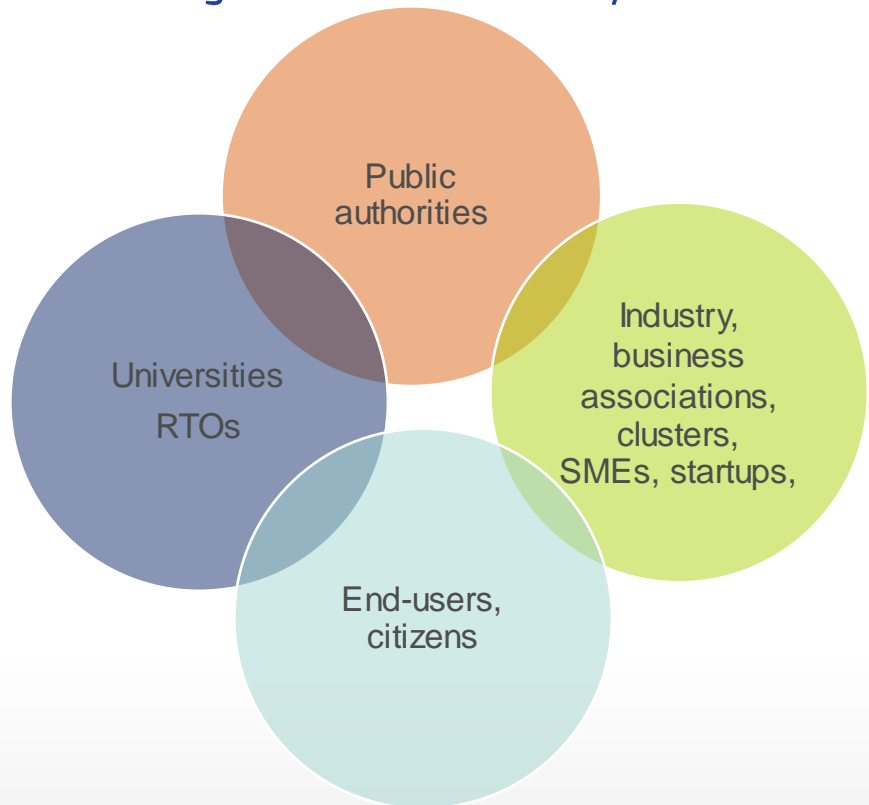 Public
authorities
Industry,
business
associations,
clusters,
SMEs, startups,
Universities
RTOs
End-users,
citizens